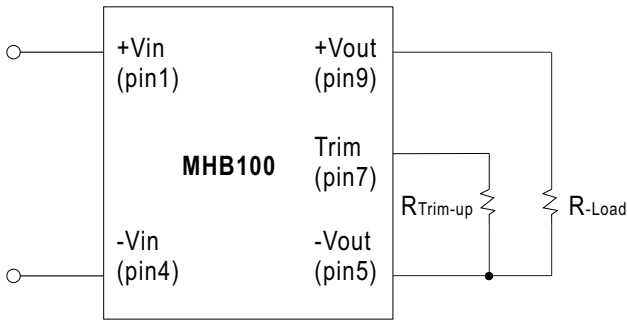 +Vin
(pin1)
+Vout
(pin9)
MHB100
Trim
(pin7)
RTrim-up
R-Load
-Vin
(pin4)
-Vout
(pin5)